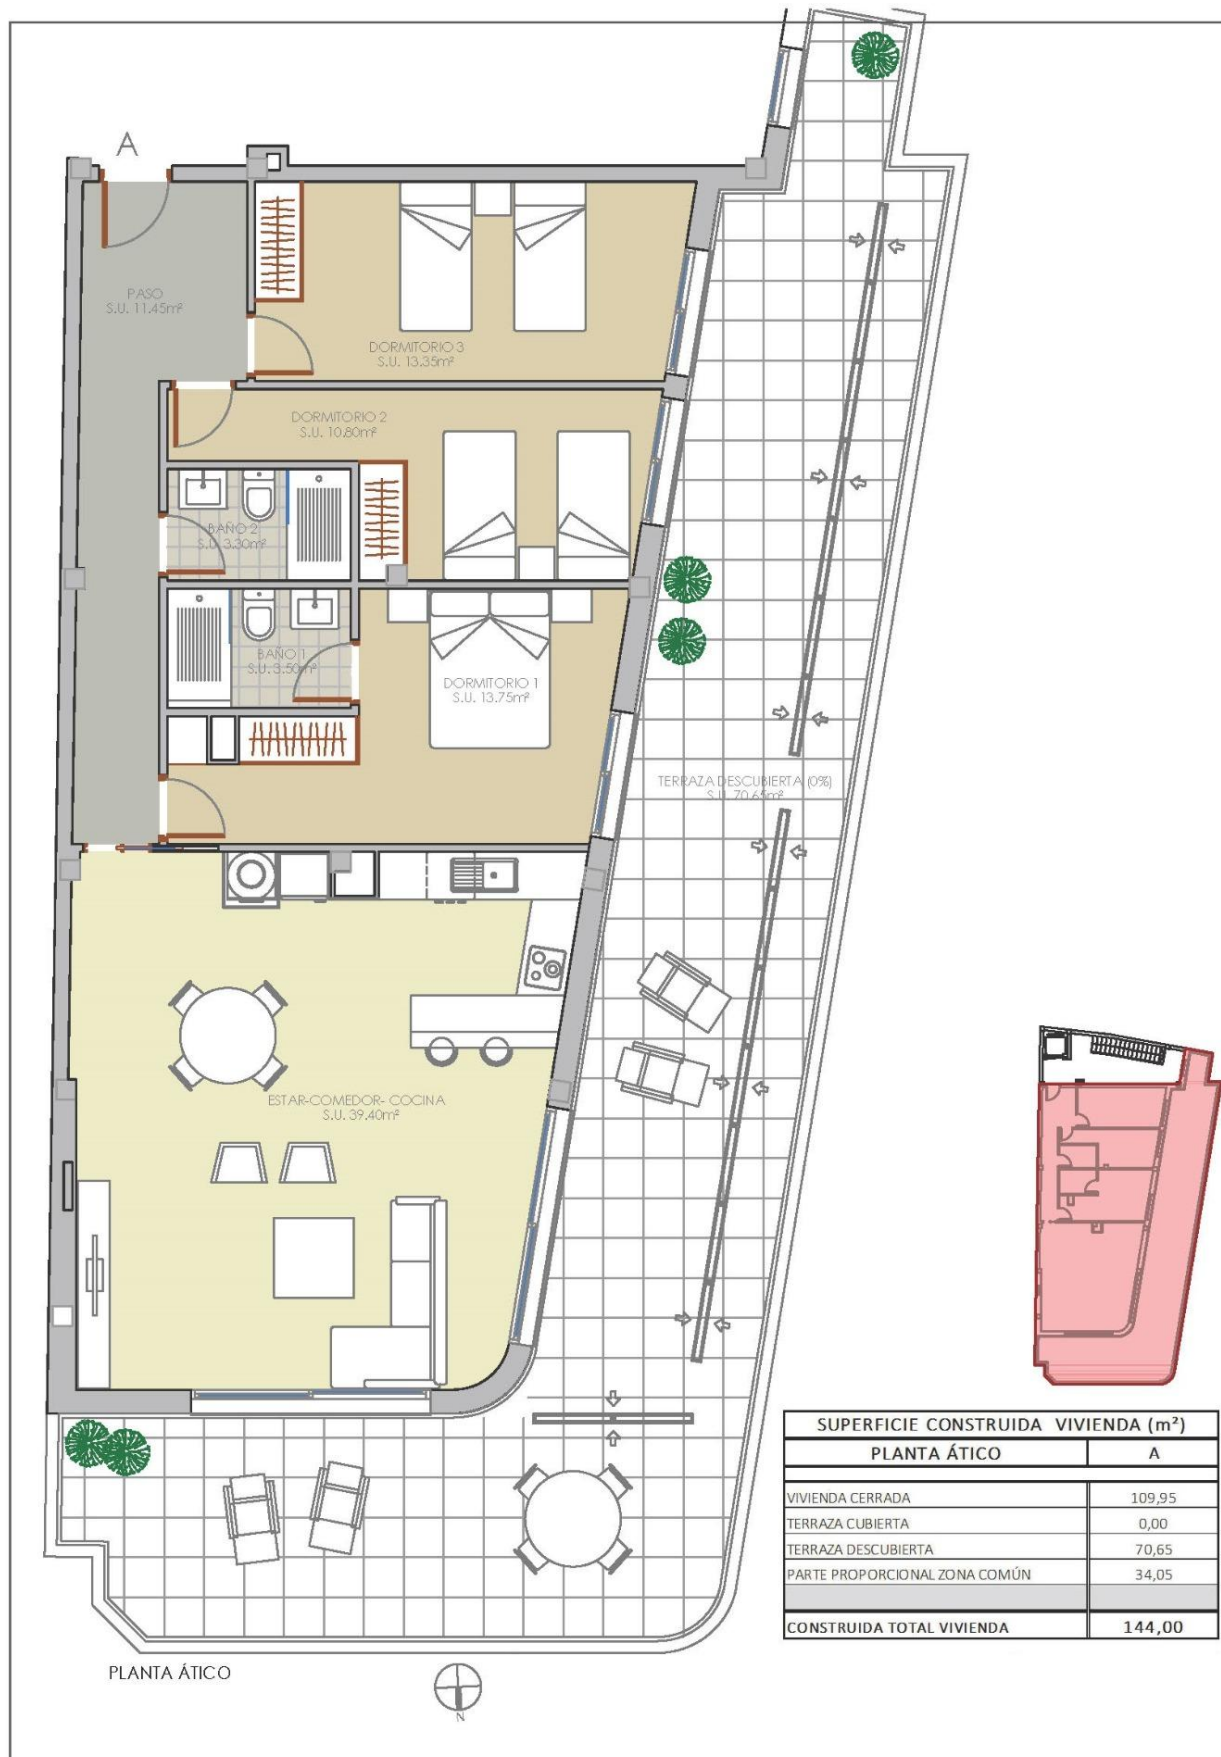 A
PASO
S.U. 11.45m²
DORMITORIO 3
S.U. 13.35m²
DORMITORIO 2
S.U. 10.80m²
BAÑO 2
S.U. 3.30m²
BAÑO 1
S.U. 3.50m²
DORMITORIO 1
S.U. 13.75m²
TERRAZA DESCUBIERTA (0%)
S.U. 70.65m²
ESTAR-COMEDOR- COCINA
S.U. 39.40m²
SUPERFICIE CONSTRUIDA VIVIENDA (m²)
PLANTA ÁTICO A
VIVIENDA CERRADA 109,95
TERRAZA CUBIERTA 0,00
TERRAZA DESCUBIERTA 70,65
PARTE PROPORCIONAL ZONA COMÚN 34,05
CONSTRUIDA TOTAL VIVIENDA 144,00
PLANTA ÁTICO
N